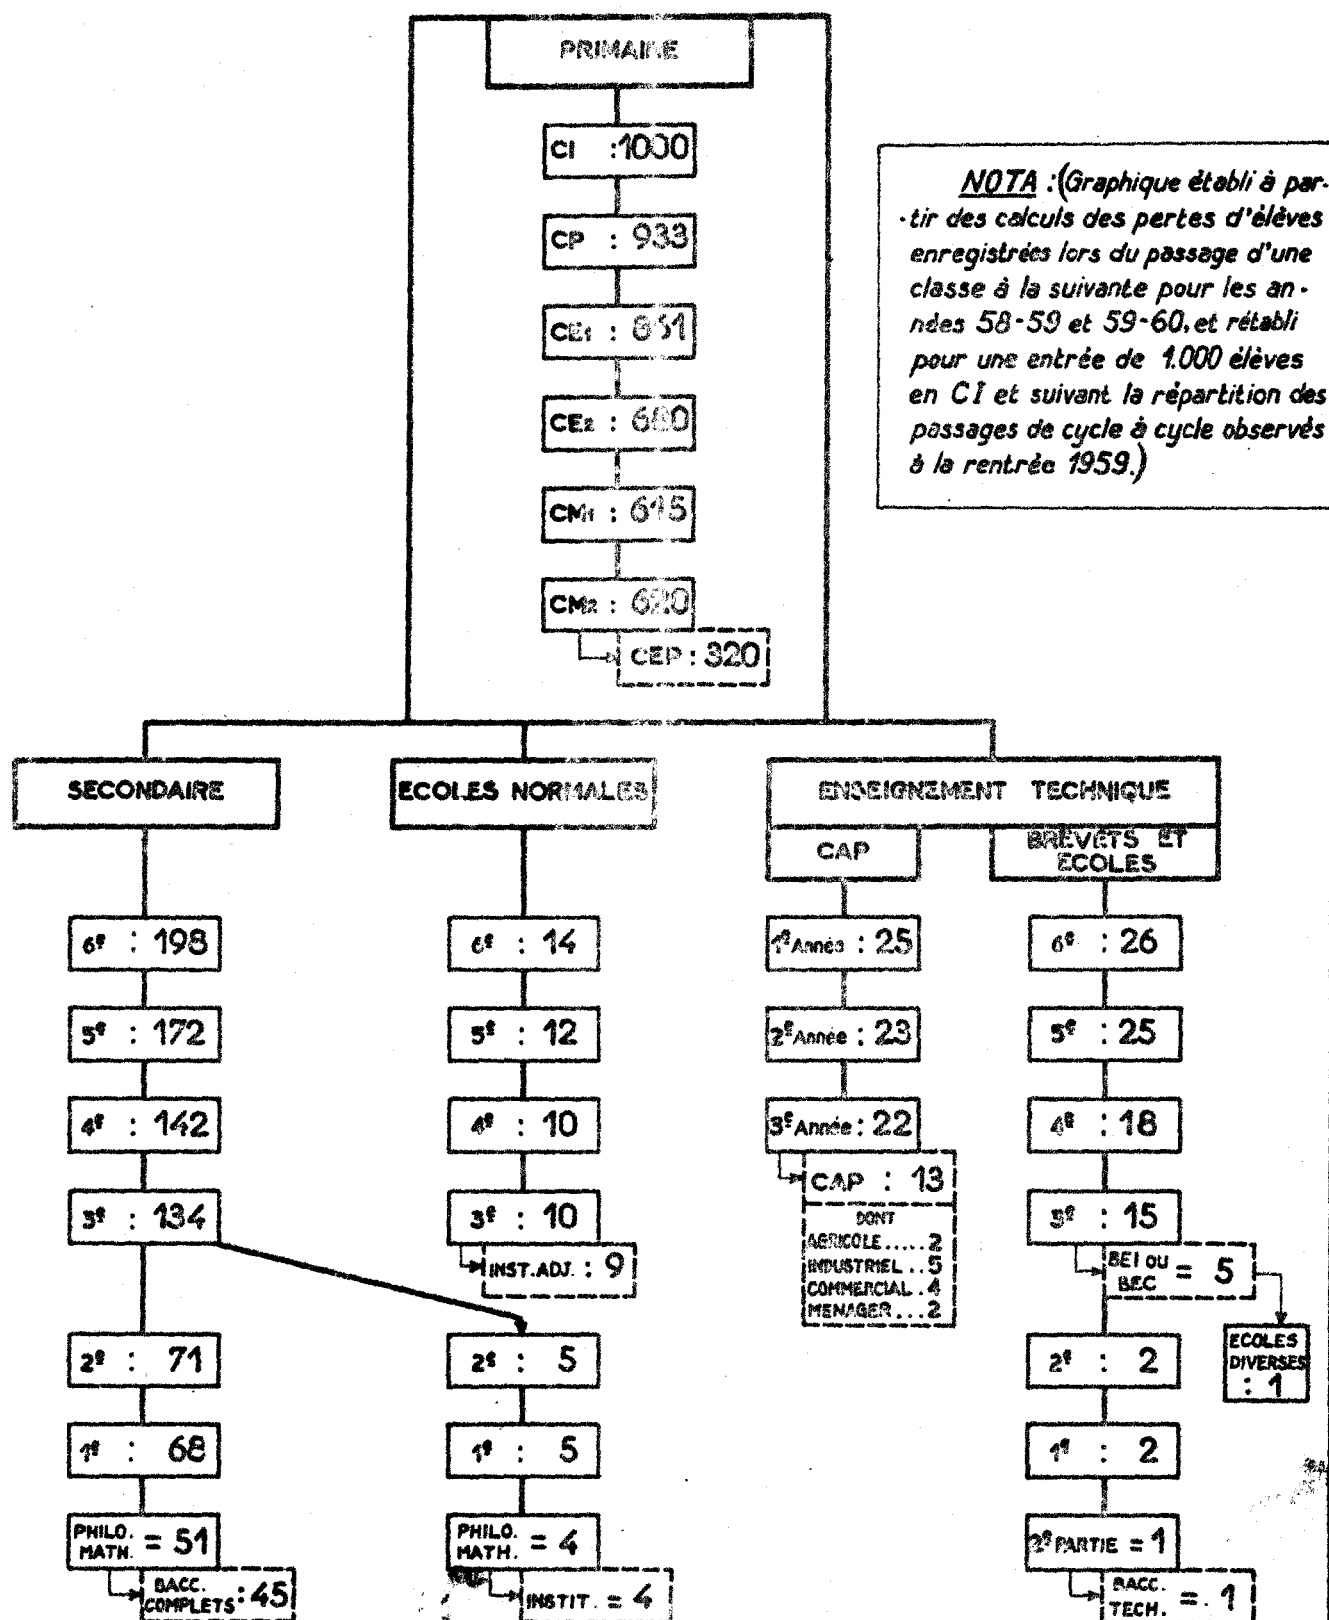 PRIMAIRE
CI : 1000
CP : 933
CE1 : 861
CE2 : 680
CM1 : 615
CM2 : 620
CEP : 320
NOTA : (Graphique établi à par-
tir des calculs des pertes d'élèves
enregistrées lors du passage d'une
classe à la suivante pour les an-
nées 58-59 et 59-60, et rétabli
pour une entrée de 1.000 élèves
en CI et suivant la répartition des
passages de cycle à cycle observés
à la rentrée 1959.)
SECONDAIRE
6e : 198
5e : 172
4e : 142
3e : 134
2e : 71
1e : 68
PHILO.
MATH. = 51
BACC.
COMPLETS : 45
ECOLES NORMALES
6e : 14
5e : 12
4e : 10
3e : 10
INST. ADJ. : 9
2e : 5
1e : 5
PHILO.
MATH. = 4
INSTIT. = 4
ENSEIGNEMENT TECHNIQUE
CAP
1e Année : 25
2e Année : 23
3e Année : 22
CAP : 13
DONT
AGRICOLE.....2
INDUSTRIEL..5
COMMERCIAL.4
MENAGER...2
BREVETS ET
ECOLES
6e : 26
5e : 25
4e : 18
3e : 15
BEI OU
BEC = 5
ECOLES
DIVERSES
: 1
2e : 2
1e : 2
2e PARTIE = 1
BACC.
TECH. = 1